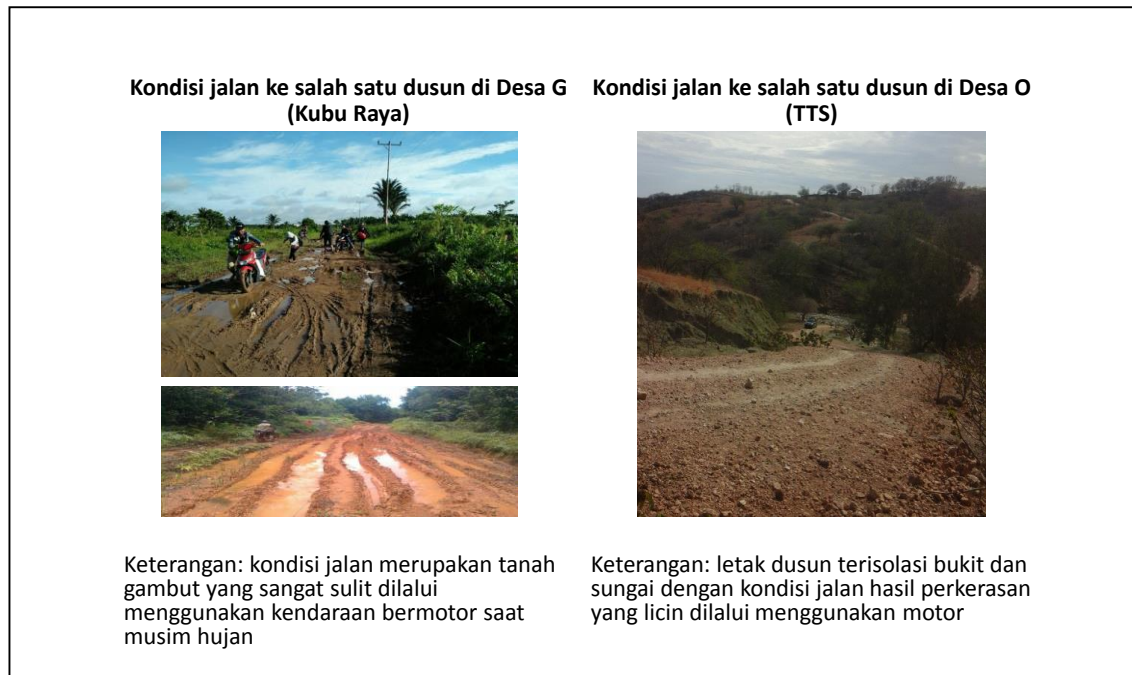 Kondisi jalan ke salah satu dusun di Desa G
(Kubu Raya)
Kondisi jalan ke salah satu dusun di Desa O
(TTS)
Keterangan: kondisi jalan merupakan tanah
gambut yang sangat sulit dilalui
menggunakan kendaraan bermotor saat
musim hujan
Keterangan: letak dusun terisolasi bukit dan
sungai dengan kondisi jalan hasil perkerasan
yang licin dilalui menggunakan motor